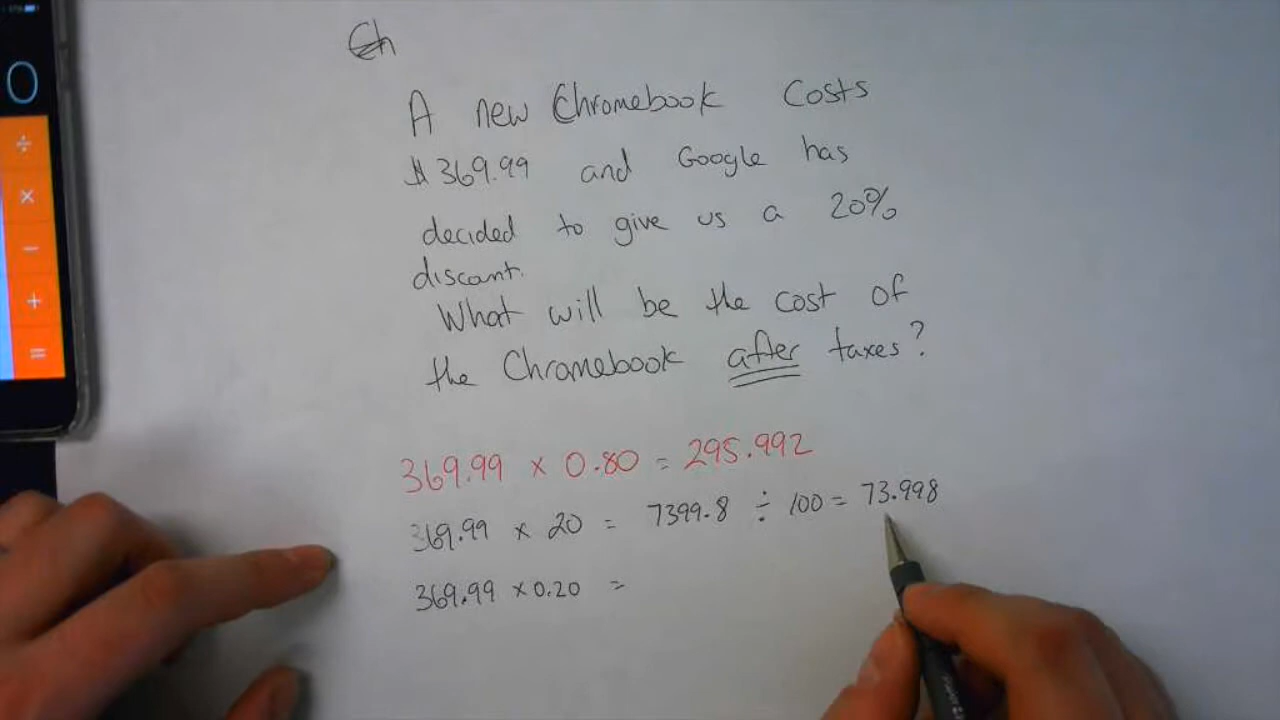 Ch
A new Chromebook costs
$369.99 and Google has
decided to give us a 20%
discant.
What will be the cost of
the Chromebook after taxes?
369.99 × 0.80 = 295.992
369.99 × 20 = 7399.8 ÷ 100 = 73.998
369.99 × 0.20 =
0
÷
×
−
+
=